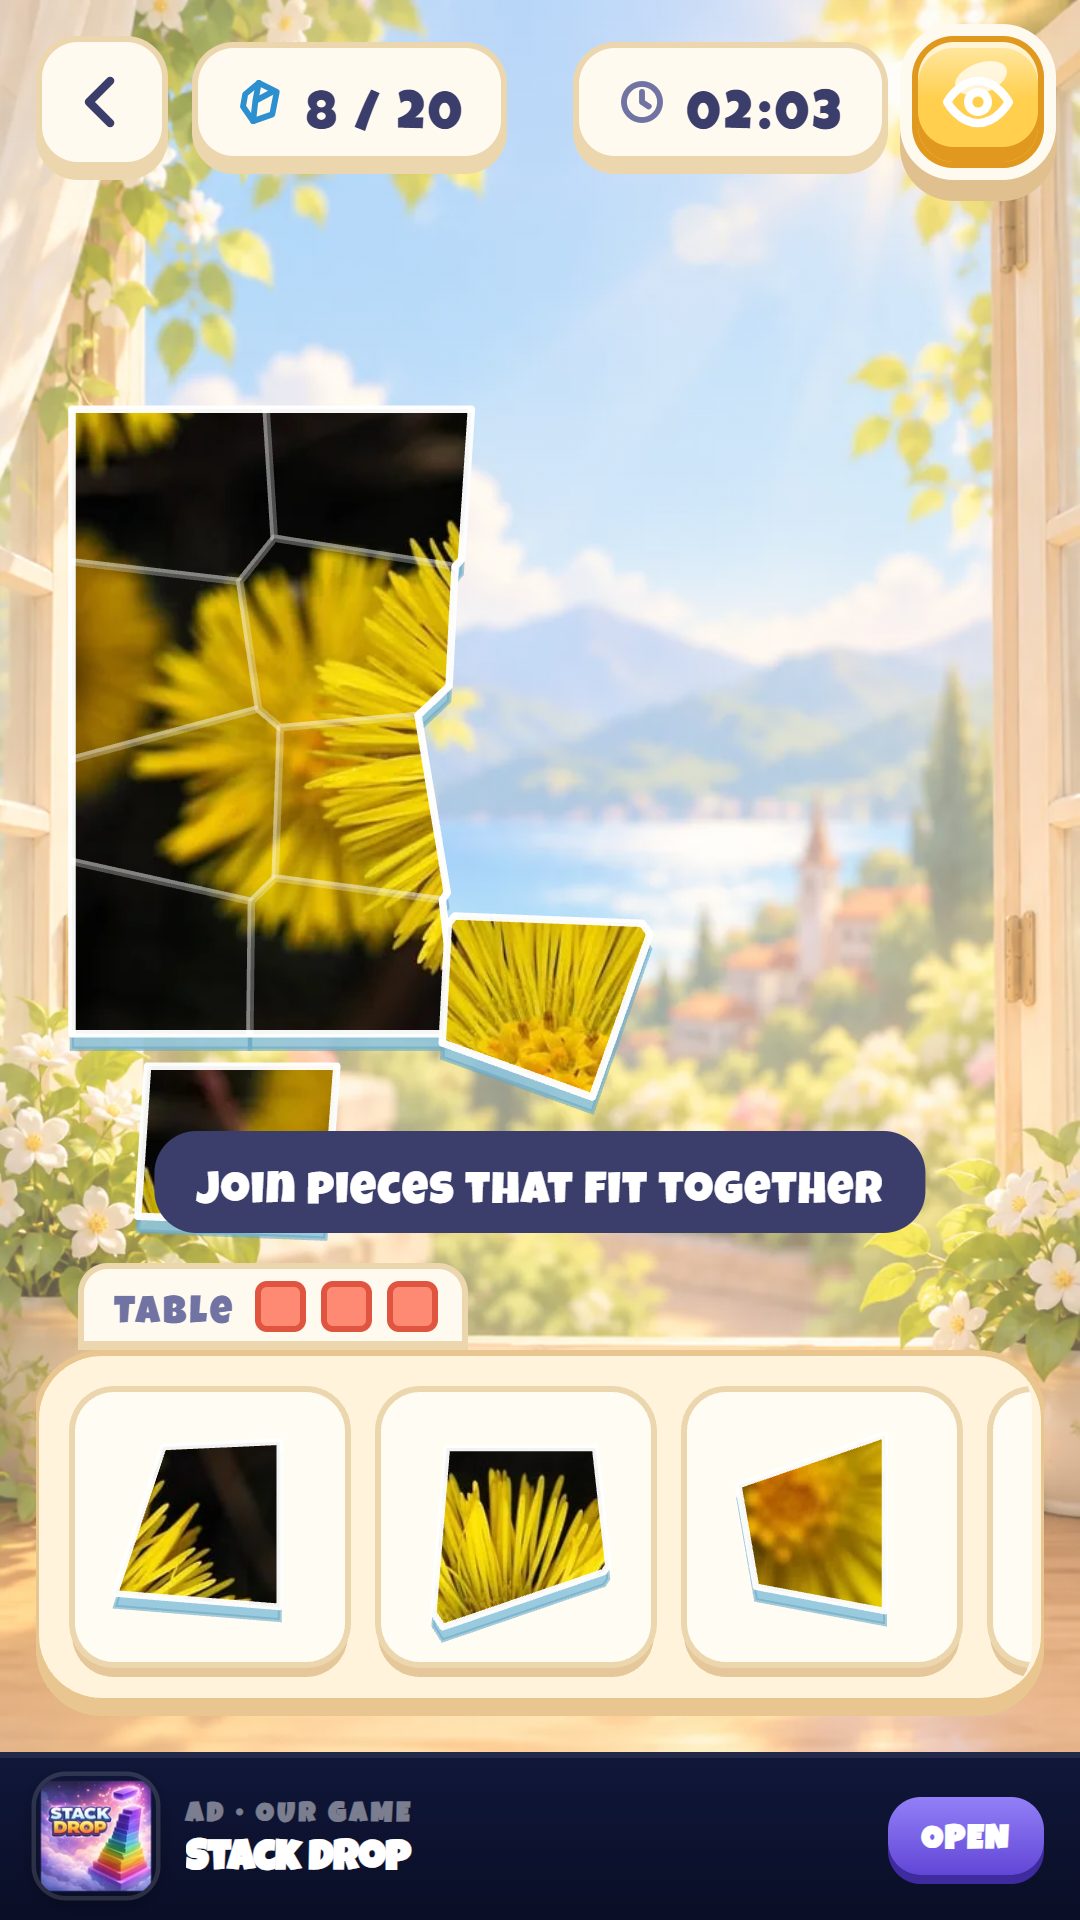 8 / 20
02:03
Join pieces that fit together
TABLE
AD • OUR GAME
STACK DROP
STACK DROP
OPEN